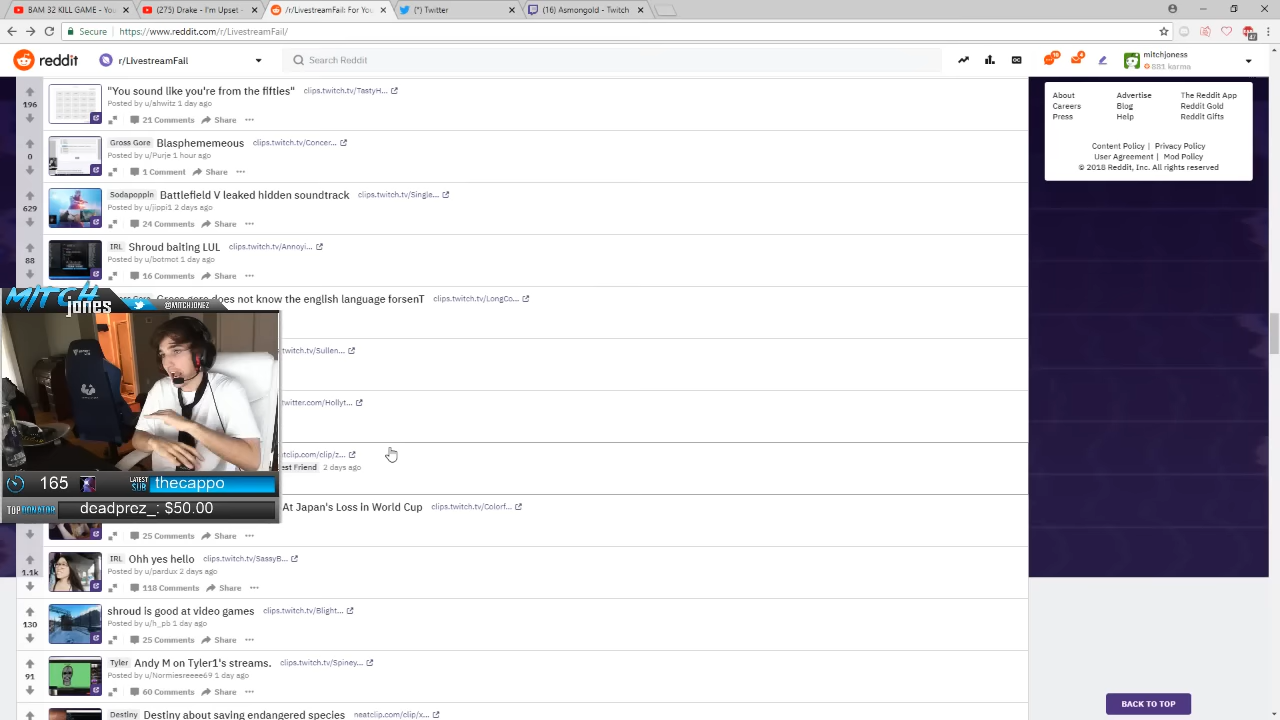 BAM 32 KILL GAME - Yo
(275) Drake - I'm Upset -
/r/LivestreamFail: For You
(*) Twitter
(16) Asmongold - Twitch
Secure
https://www.reddit.com/r/LivestreamFail/
reddit
r/LivestreamFail
Search Reddit
mitchjoness
881 karma
196
"You sound like you're from the fifties" clips.twitch.tv/TastyH...
Posted by u/ahwitz 1 day ago
21 Comments Share
0
Gross Gore Blasphememeous clips.twitch.tv/Concer...
Posted by u/Purje 1 hour ago
1 Comment Share
629
Sodapoppin Battlefield V leaked hidden soundtrack clips.twitch.tv/Single...
Posted by u/jippi1 2 days ago
24 Comments Share
88
IRL Shroud baiting LUL clips.twitch.tv/Annoyi...
Posted by u/botmot 1 day ago
16 Comments Share
does not know the english language forsenT clips.twitch.tv/LongCo...
twitch.tv/Sullen...
twitter.com/Hollyt...
neatclip.com/clip/z...
est Friend 2 days ago
At Japan's Loss in World Cup clips.twitch.tv/Colorf...
25 Comments Share
1.1k
IRL Ohh yes hello clips.twitch.tv/SassyB...
Posted by u/pardux 2 days ago
118 Comments Share
130
shroud is good at video games clips.twitch.tv/Blight...
Posted by u/h_pb 1 day ago
25 Comments Share
91
Tyler Andy M on Tyler1's streams. clips.twitch.tv/Spiney...
Posted by u/Normiesreeee69 1 day ago
60 Comments Share
Destiny Destiny about saving endangered species neatclip.com/clip/x...
MITCH
jones
@MITCHJONEZ
165
LATEST SUB thecappo
TOP DONATOR deadprez_: $50.00
About Advertise The Reddit App
Careers Blog Reddit Gold
Press Help Reddit Gifts
Content Policy | Privacy Policy
User Agreement | Mod Policy
© 2018 Reddit, Inc. All rights reserved
BACK TO TOP